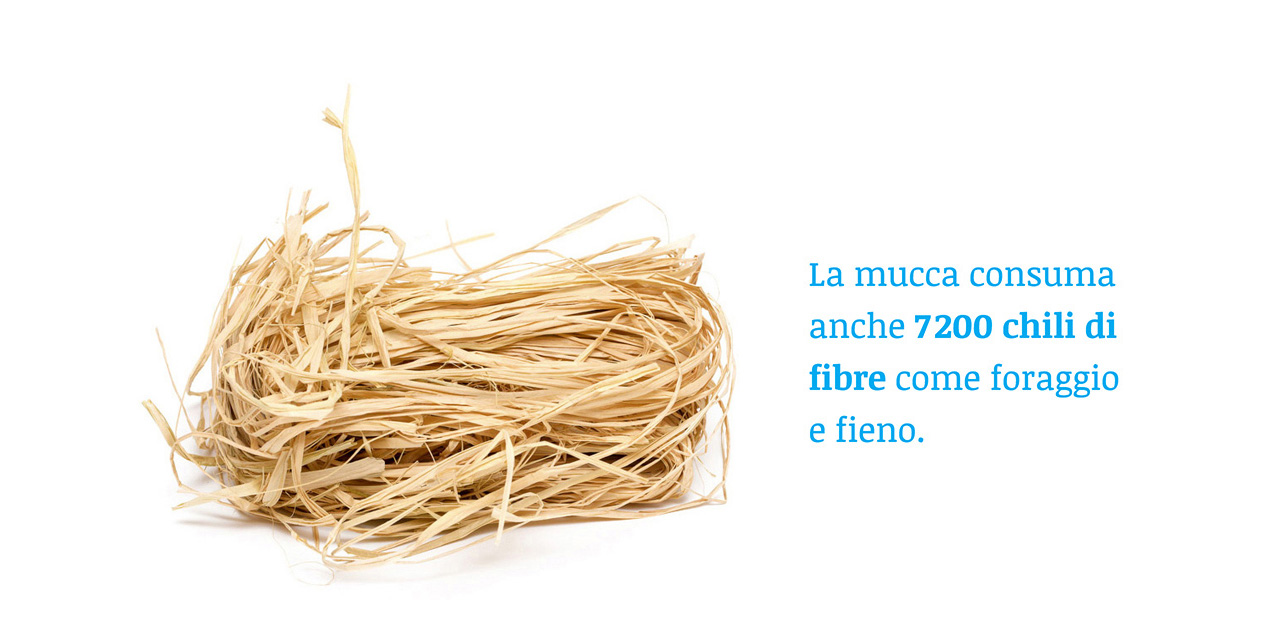 La mucca consuma
anche 7200 chili di
fibre come foraggio
e fieno.